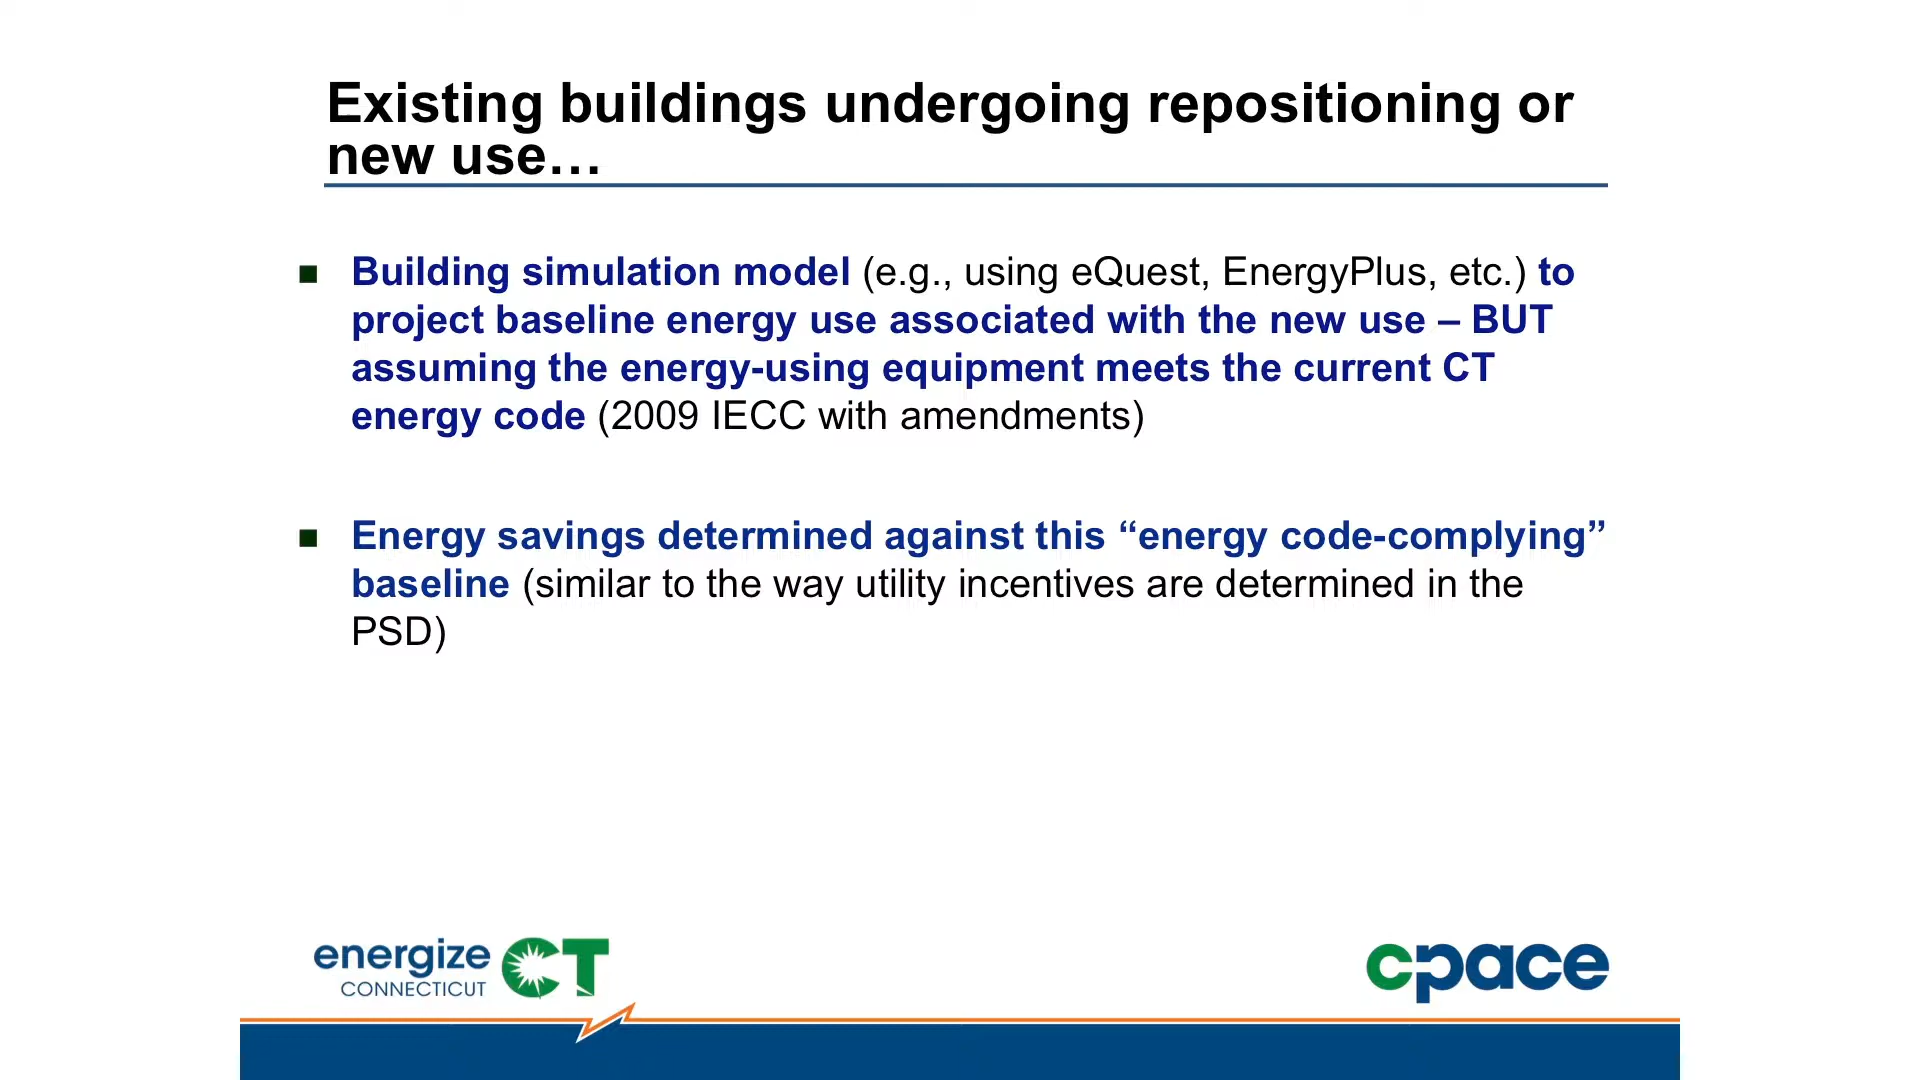 Existing buildings undergoing repositioning or
new use…
Building simulation model (e.g., using eQuest, EnergyPlus, etc.) to
project baseline energy use associated with the new use – BUT
assuming the energy-using equipment meets the current CT
energy code (2009 IECC with amendments)
Energy savings determined against this “energy code-complying”
baseline (similar to the way utility incentives are determined in the
PSD)
energize CT
CONNECTICUT
cpace